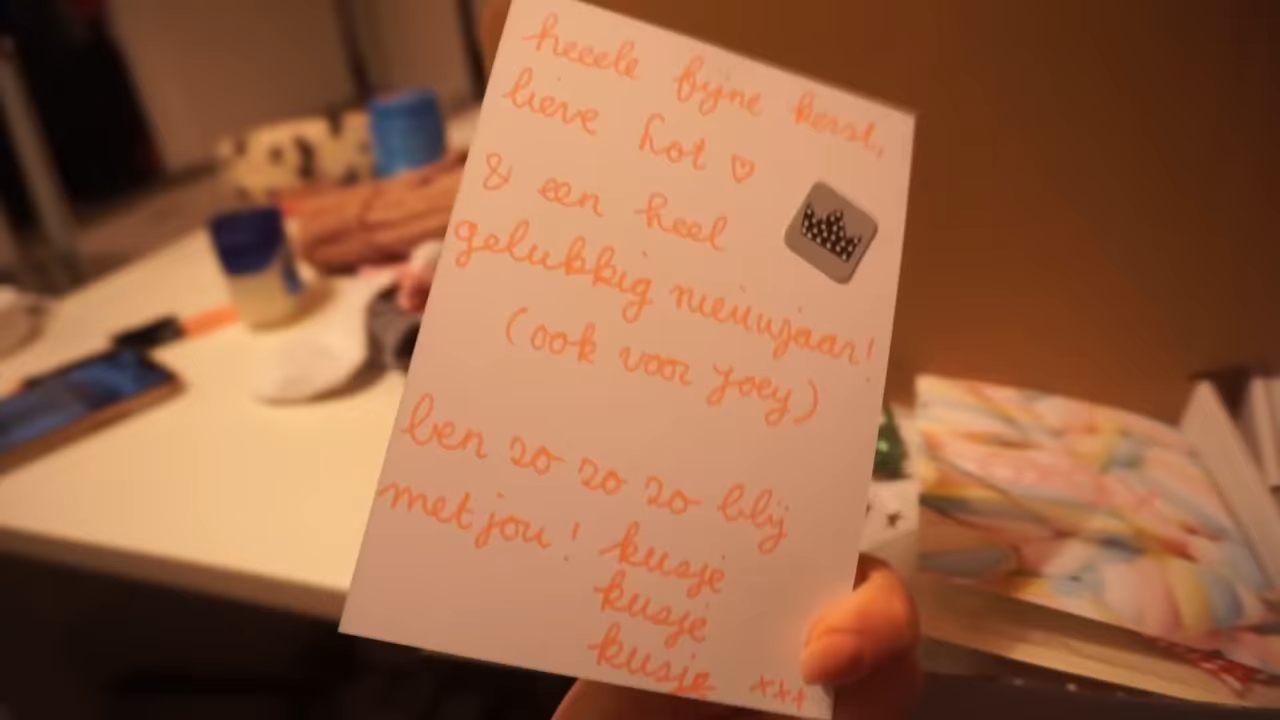 heeele fijne kerst,
lieve hot ♡
& een heel
gelukkig nieuwjaar!
(ook voor Joey)
ben zo zo zo blij
met jou! kusje
kusje
kusje xxx